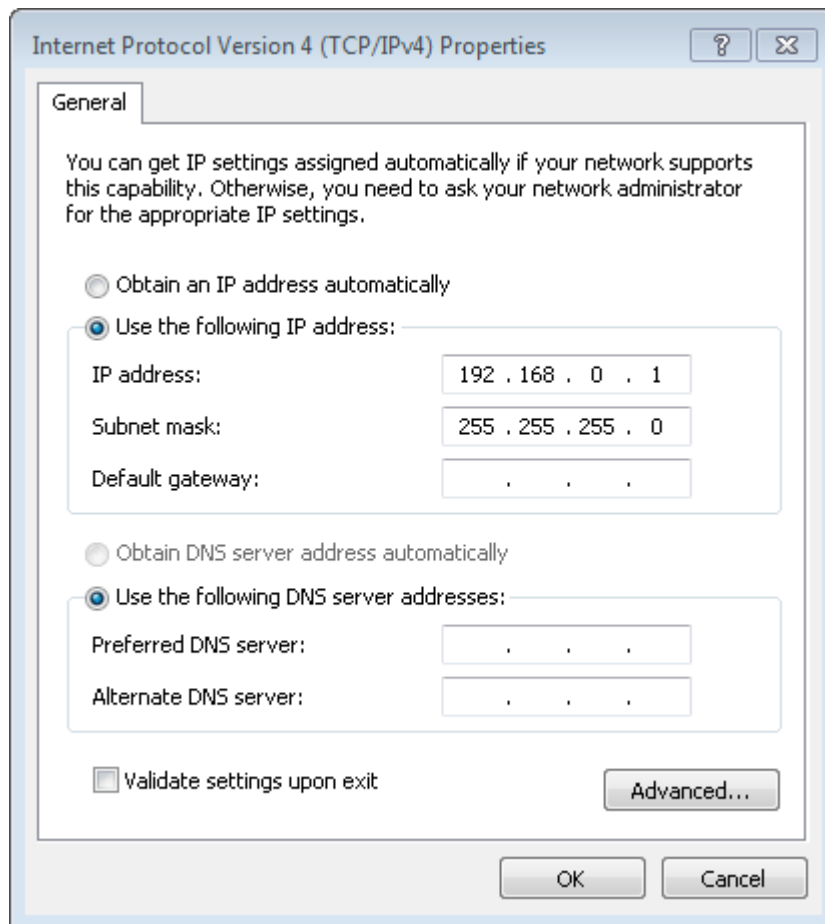 Internet Protocol Version 4 (TCP/IPv4) Properties
General
You can get IP settings assigned automatically if your network supports
this capability. Otherwise, you need to ask your network administrator
for the appropriate IP settings.
Obtain an IP address automatically
Use the following IP address:
IP address: 192 . 168 . 0 . 1
Subnet mask: 255 . 255 . 255 . 0
Default gateway: . . .
Obtain DNS server address automatically
Use the following DNS server addresses:
Preferred DNS server: . . .
Alternate DNS server: . . .
Validate settings upon exit
Advanced...
OK Cancel